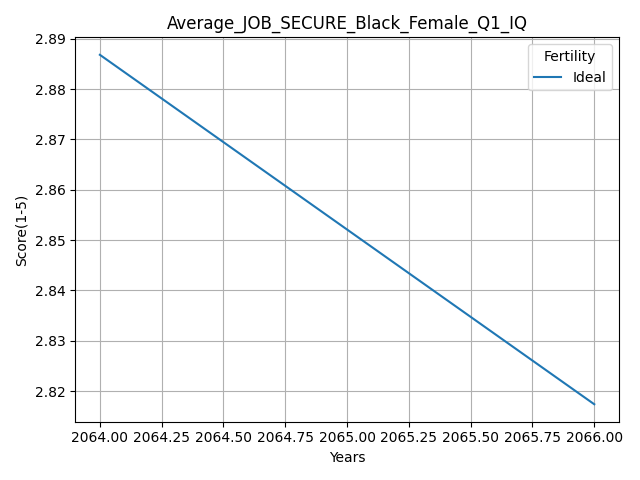 Average_JOB_SECURE_Black_Female_Q1_IQ
Fertility
Ideal
Score(1-5)
2.89
2.88
2.87
2.86
2.85
2.84
2.83
2.82
2064.00 2064.25 2064.50 2064.75 2065.00 2065.25 2065.50 2065.75 2066.00
Years